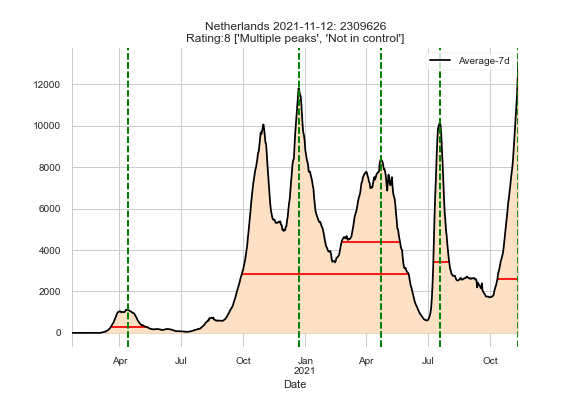 Netherlands 2021-11-12: 2309626
Rating:8 ['Multiple peaks', 'Not in control']
Average-7d
12000
10000
8000
6000
4000
2000
0
Apr Jul Oct Jan Apr Jul Oct
2021
Date